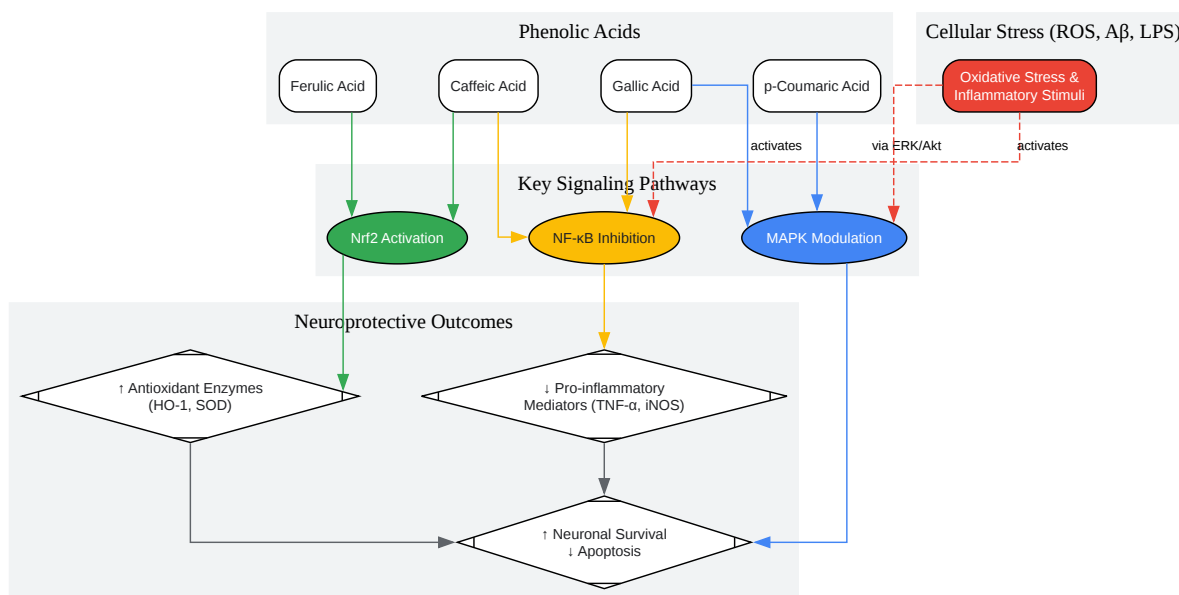 Phenolic Acids
Cellular Stress (ROS, Aβ, LPS)
Ferulic Acid
Caffeic Acid
Gallic Acid
p-Coumaric Acid
Oxidative Stress &
Inflammatory Stimuli
activates
via ERK/Akt
activates
Key Signaling Pathways
Nrf2 Activation
NF-κB Inhibition
MAPK Modulation
Neuroprotective Outcomes
↑ Antioxidant Enzymes
(HO-1, SOD)
↓ Pro-inflammatory
Mediators (TNF-α, iNOS)
↑ Neuronal Survival
↓ Apoptosis